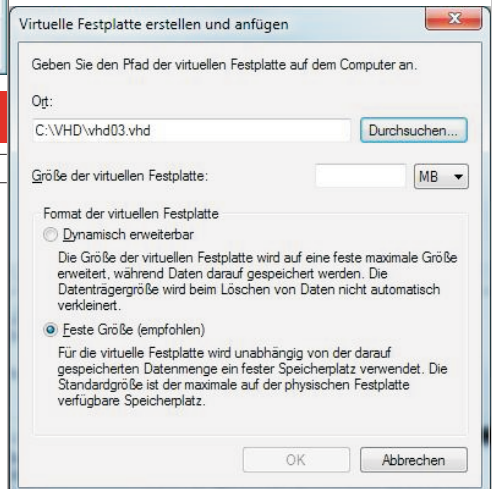 Virtuelle Festplatte erstellen und anfügen
Geben Sie den Pfad der virtuellen Festplatte auf dem Computer an.
Ort:
C:\VHD\vhd03.vhd
Durchsuchen...
Größe der virtuellen Festplatte:
MB
Format der virtuellen Festplatte
Dynamisch erweiterbar
Die Größe der virtuellen Festplatte wird auf eine feste maximale Größe
erweitert, während Daten darauf gespeichert werden. Die
Datenträgergröße wird beim Löschen von Daten nicht automatisch
verkleinert.
Feste Größe (empfohlen)
Für die virtuelle Festplatte wird unabhängig von der darauf
gespeicherten Datenmenge ein fester Speicherplatz verwendet. Die
Standardgröße ist der maximale auf der physischen Festplatte
verfügbare Speicherplatz.
OK
Abbrechen